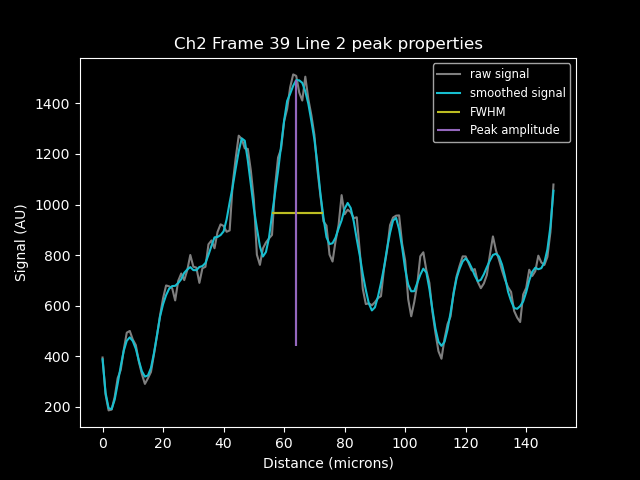 Ch2 Frame 39 Line 2 peak properties
raw signal
smoothed signal
FWHM
Peak amplitude
Signal (AU)
1400
1200
1000
800
600
400
200
0 20 40 60 80 100 120 140
Distance (microns)